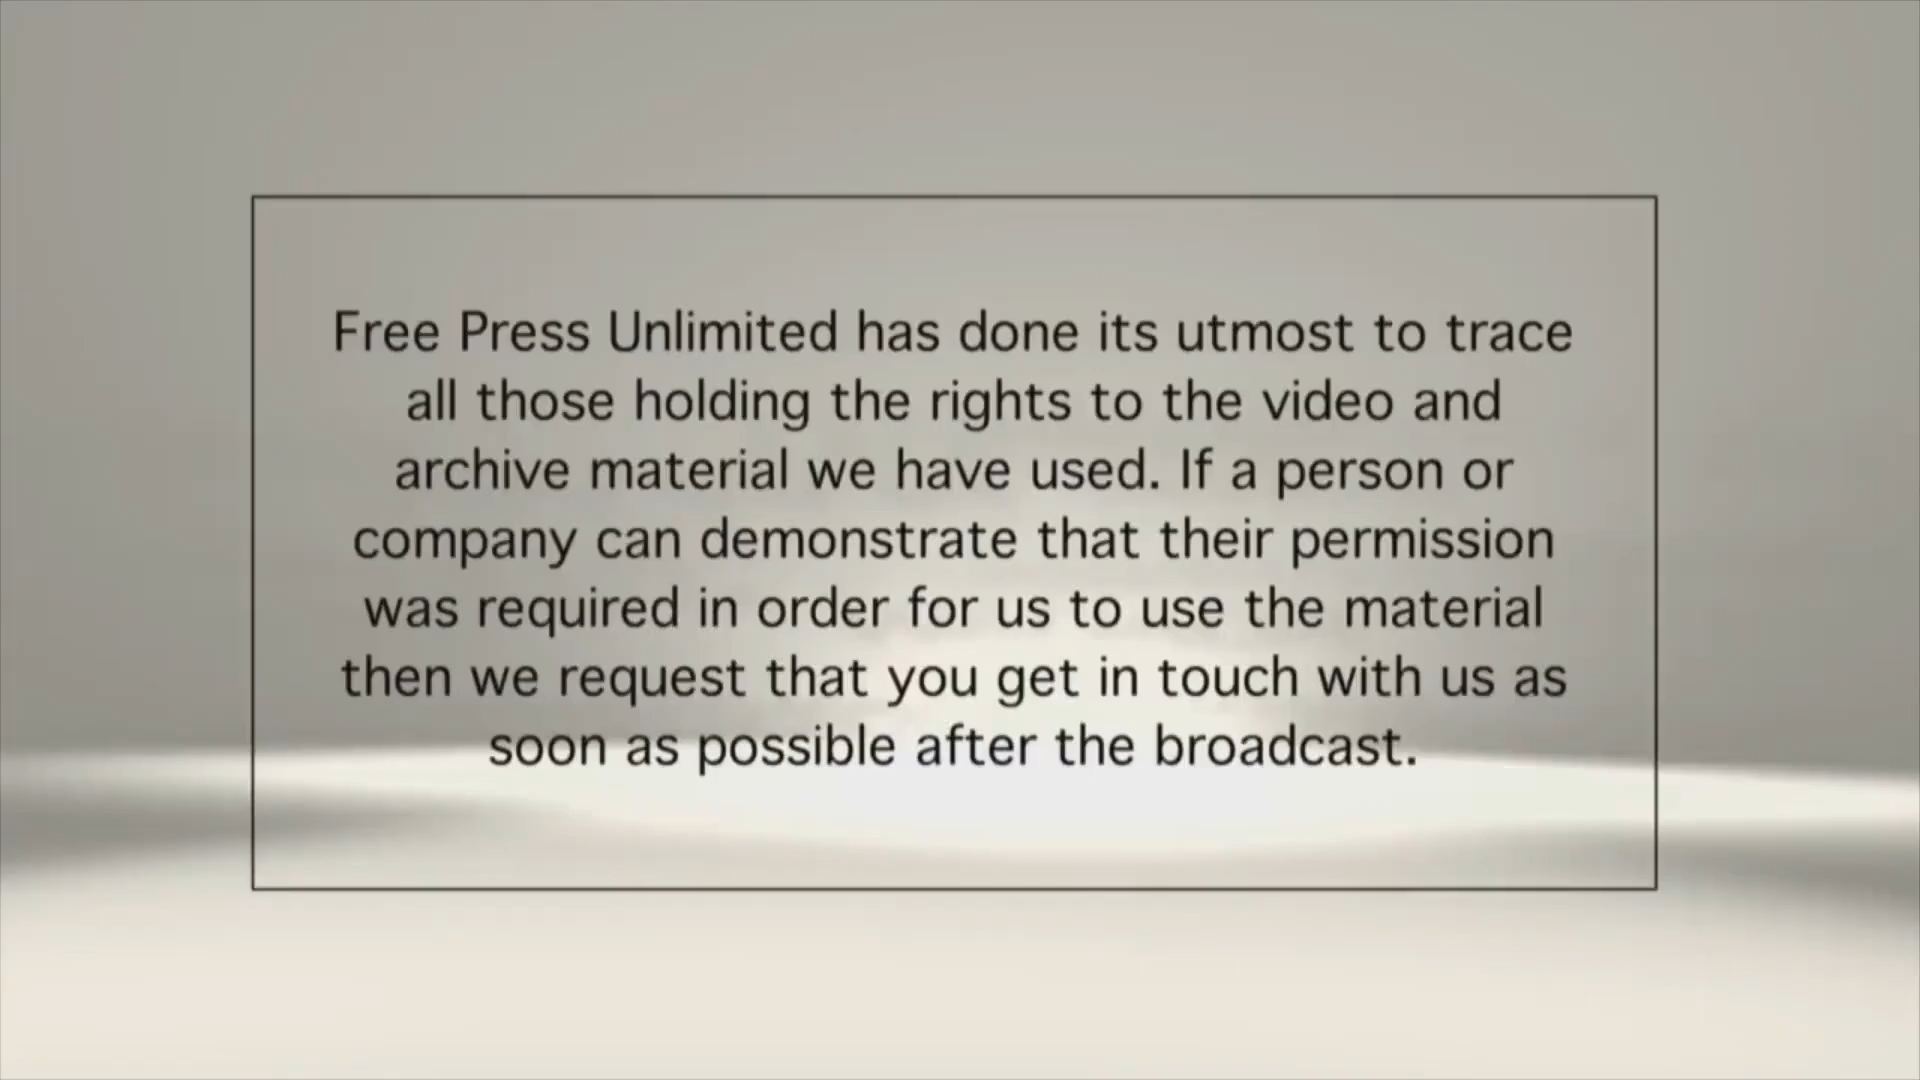 Free Press Unlimited has done its utmost to trace
all those holding the rights to the video and
archive material we have used. If a person or
company can demonstrate that their permission
was required in order for us to use the material
then we request that you get in touch with us as
soon as possible after the broadcast.